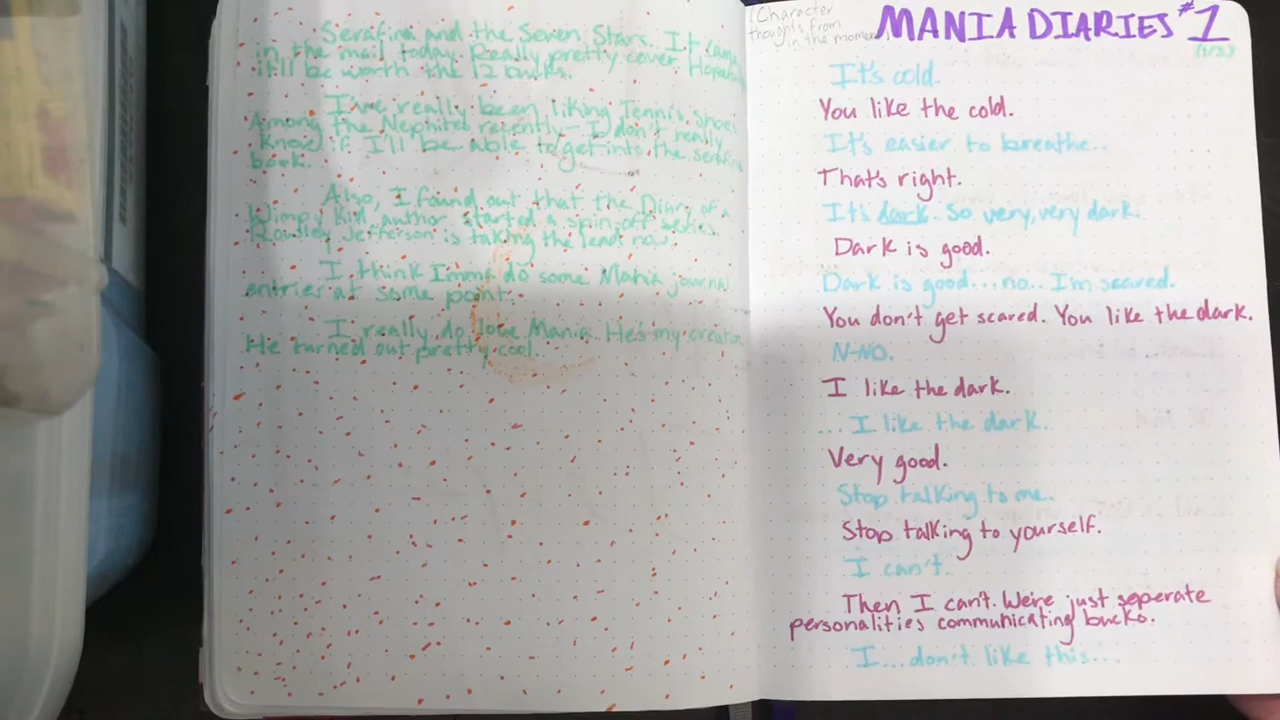 Serafina and the Seven Stars. It came
in the mail today. Really pretty cover. Hopefully
it'll be worth the 12 bucks.
I've really been liking Tennis Shoes
Among the Nephites recently - I don't really
know if I'll be able to get into the serafina
book.
Also, I found out that the Diary of a
Wimpy Kid author started a spin-off series.
Rowley Jefferson is taking the lead now.
I think Imma do some Mania journal
entries at some point.
I really do love Mania. He's my creation.
He turned out pretty cool.
(Character
thoughts from
in the moment)
MANIA DIARIES #1
It's cold.
You like the cold.
It's easier to breathe..
That's right.
It's dark. So very, very dark.
Dark is good.
Dark is good...no.. I'm scared.
You don't get scared. You like the dark.
N-NO.
I like the dark.
...I like the dark.
Very good.
Stop talking to me.
Stop talking to yourself.
I can't.
Then I can't. We're just seperate
personalities communicating bucko.
I...don't like this...